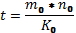 t = m₀ * n₀ / K₀